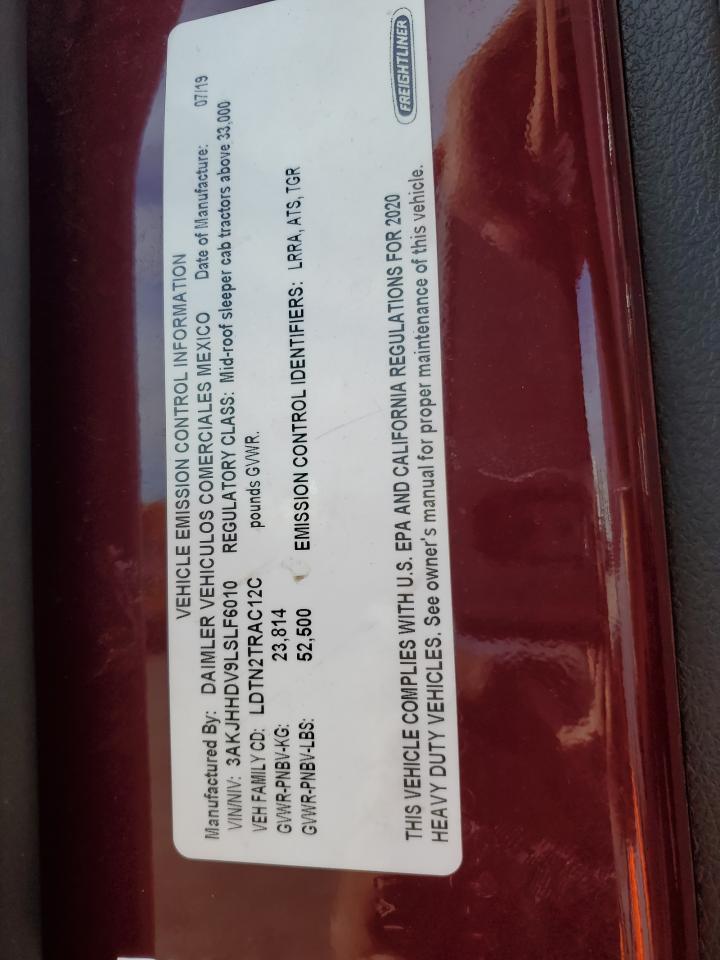 VEHICLE EMISSION CONTROL INFORMATION
Manufactured By: DAIMLER VEHICULOS COMERCIALES MEXICO Date of Manufacture: 07/19
VIN/NIV: 3AKJHHDV9LSLF6010 REGULATORY CLASS: Mid-roof sleeper cab tractors above 33,000
VEH FAMILY CD: LDTN2TRAC12C pounds GVWR.
GVWR-PNBV-KG: 23,814
GVWR-PNBV-LBS: 52,500 EMISSION CONTROL IDENTIFIERS: LRRA, ATS, TGR
THIS VEHICLE COMPLIES WITH U.S. EPA AND CALIFORNIA REGULATIONS FOR 2020
HEAVY DUTY VEHICLES. See owner's manual for proper maintenance of this vehicle.
FREIGHTLINER